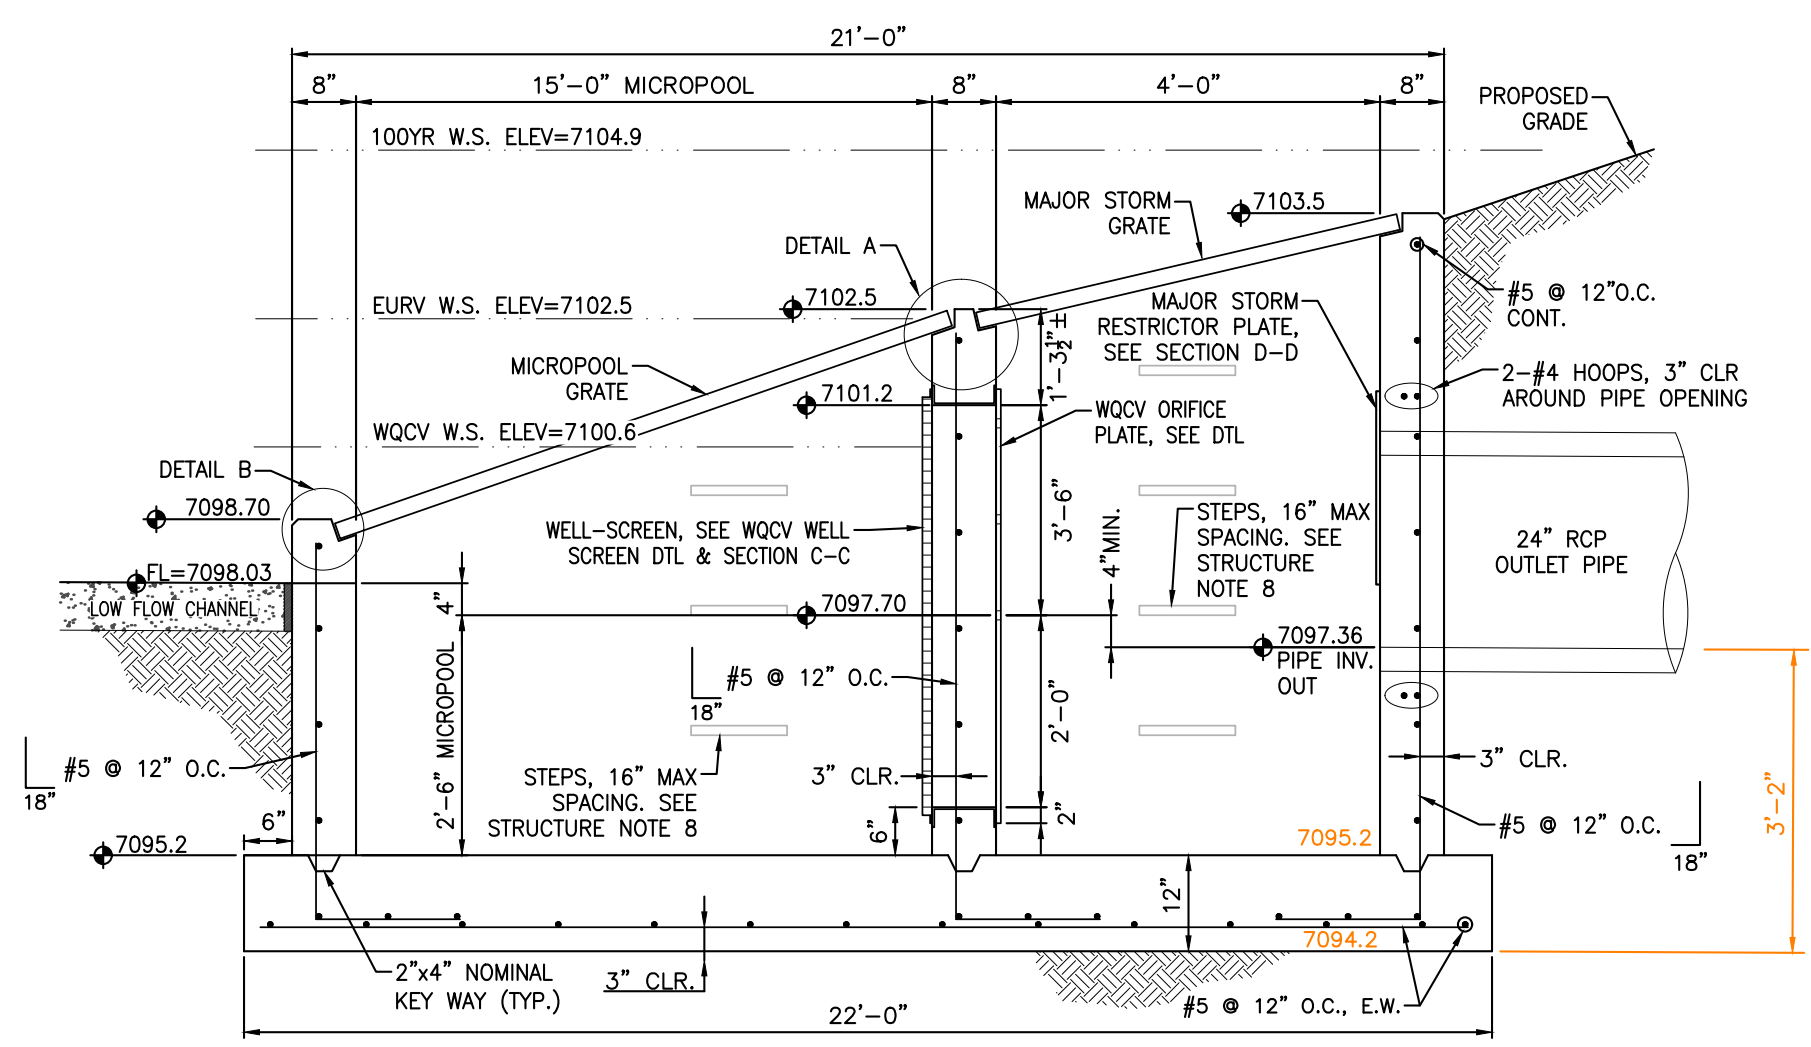 21'-0"
8"
15'-0" MICROPOOL
8"
4'-0"
8"
PROPOSED
GRADE
100YR W.S. ELEV=7104.9
MAJOR STORM
GRATE
7103.5
DETAIL A
EURV W.S. ELEV=7102.5
7102.5
MAJOR STORM
RESTRICTOR PLATE,
SEE SECTION D-D
#5 @ 12"O.C.
CONT.
1'-3½"±
MICROPOOL
GRATE
2-#4 HOOPS, 3" CLR
AROUND PIPE OPENING
7101.2
WQCV ORIFICE
PLATE, SEE DTL
WQCV W.S. ELEV=7100.6
DETAIL B
7098.70
3'-6"
4"MIN.
STEPS, 16" MAX
SPACING. SEE
STRUCTURE
NOTE 8
WELL-SCREEN, SEE WQCV WELL
SCREEN DTL & SECTION C-C
24" RCP
OUTLET PIPE
FL=7098.03
LOW FLOW CHANNEL
4"
7097.70
7097.36
PIPE INV.
OUT
2'-6" MICROPOOL
#5 @ 12" O.C.
18"
2'-0"
#5 @ 12" O.C.
18"
STEPS, 16" MAX
SPACING. SEE
STRUCTURE NOTE 8
3" CLR.
3" CLR.
3'-2"
6"
6"
2"
#5 @ 12" O.C.
18"
7095.2
7095.2
12"
7094.2
2"x4" NOMINAL
KEY WAY (TYP.)
3" CLR.
#5 @ 12" O.C., E.W.
22'-0"